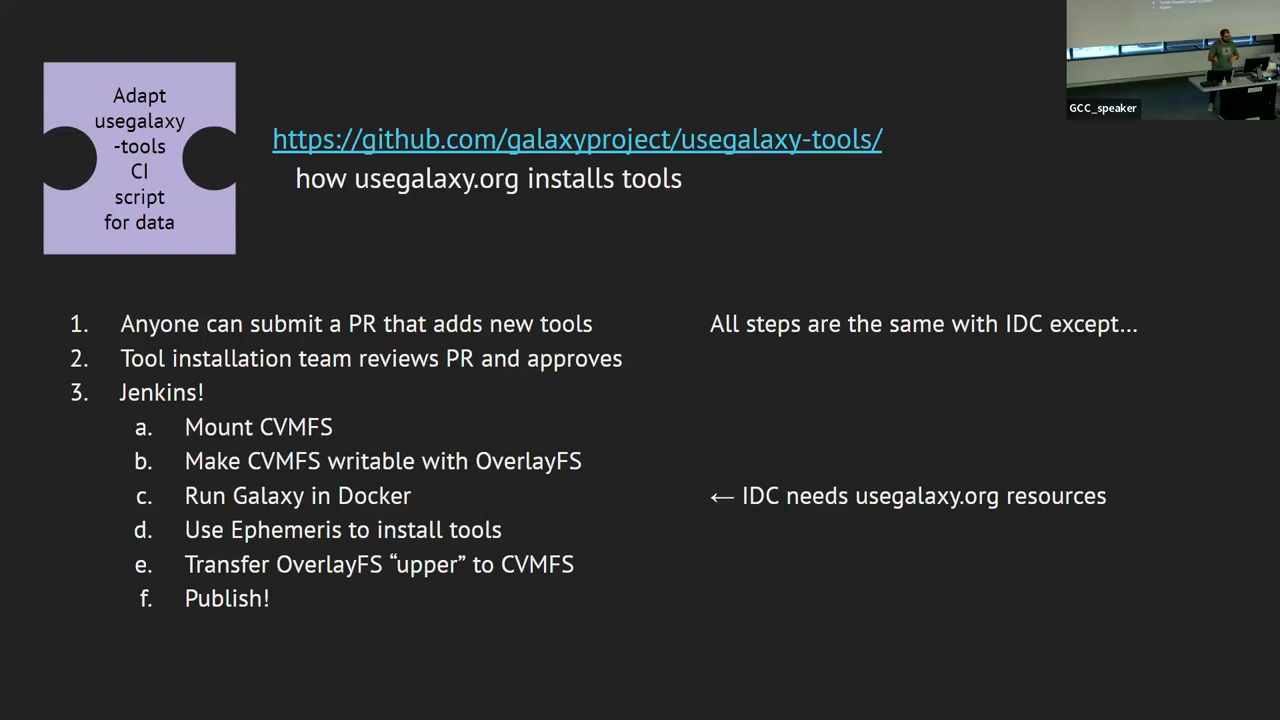 Adapt
usegalaxy
-tools
CI
script
for data
https://github.com/galaxyproject/usegalaxy-tools/
how usegalaxy.org installs tools
1. Anyone can submit a PR that adds new tools
2. Tool installation team reviews PR and approves
3. Jenkins!
a. Mount CVMFS
b. Make CVMFS writable with OverlayFS
c. Run Galaxy in Docker
d. Use Ephemeris to install tools
e. Transfer OverlayFS “upper” to CVMFS
f. Publish!
All steps are the same with IDC except...
← IDC needs usegalaxy.org resources
GCC_speaker